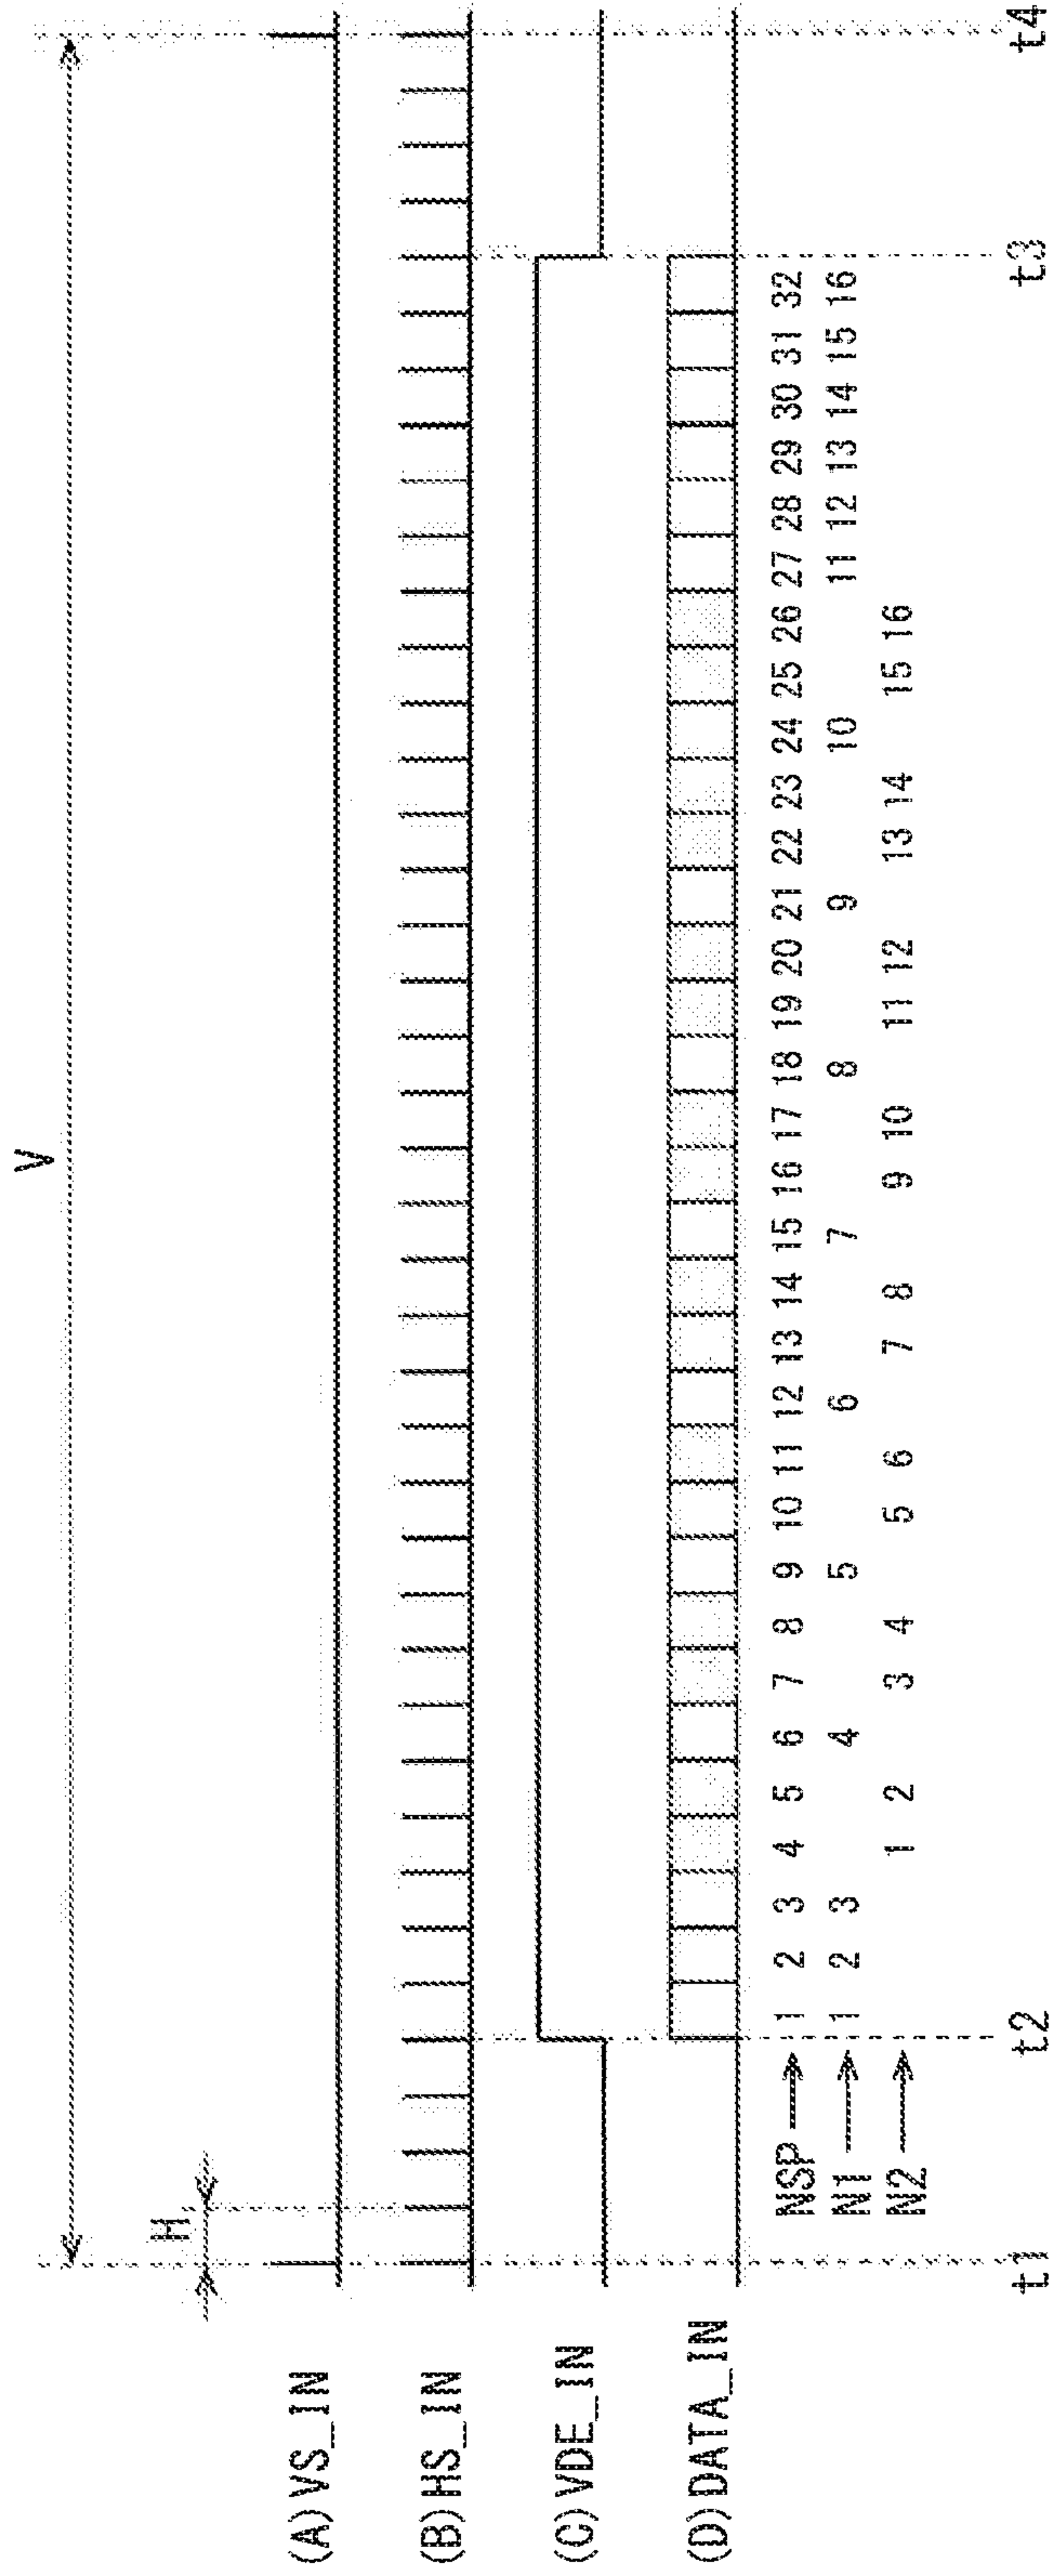 V
H
(A) VS_IN
(B) HS_IN
(C) VDE_IN
(D) DATA_IN
NSP 1 2 3 4 5 6 7 8 9 10 11 12 13 14 15 16 17 18 19 20 21 22 23 24 25 26 27 28 29 30 31 32
N1 1 2 3 4 5 6 7 8 9 10 11 12 13 14 15 16
N2 1 2 3 4 5 6 7 8 9 10 11 12 13 14 15 16
t1 t2 t3 t4